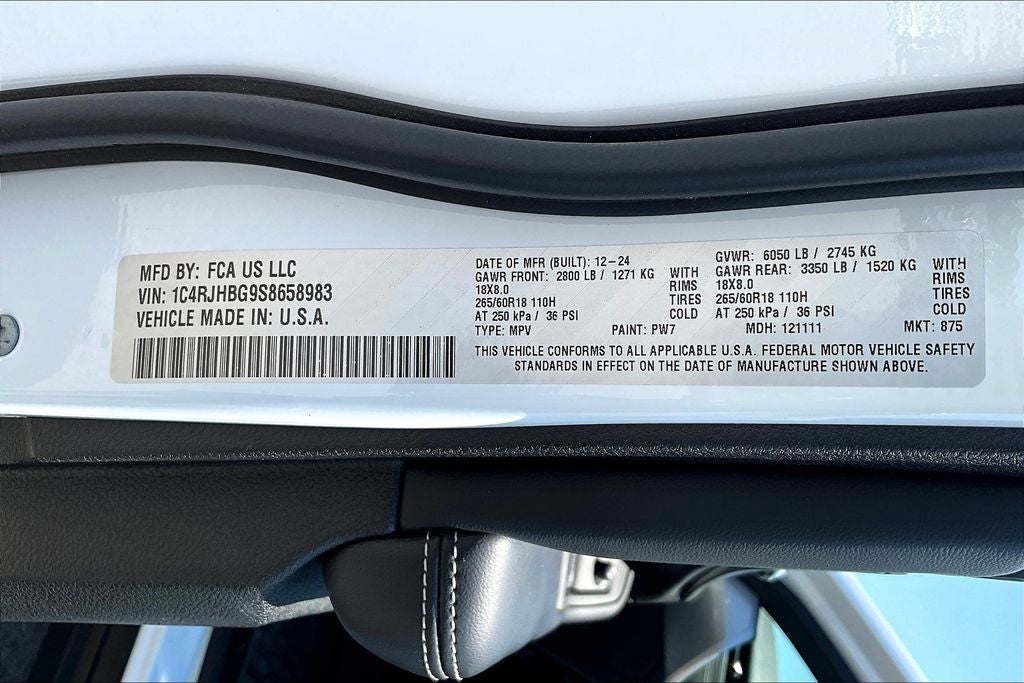 MFD BY: FCA US LLC
VIN: 1C4RJHBG9S8658983
VEHICLE MADE IN: U.S.A.
DATE OF MFR (BUILT): 12-24
GAWR FRONT: 2800 LB / 1271 KG WITH
18X8.0 RIMS
265/60R18 110H TIRES
AT 250 kPa / 36 PSI COLD
GVWR: 6050 LB / 2745 KG
GAWR REAR: 3350 LB / 1520 KG WITH
18X8.0 RIMS
265/60R18 110H TIRES
AT 250 kPa / 36 PSI COLD
TYPE: MPV PAINT: PW7 MDH: 121111 MKT: 875
THIS VEHICLE CONFORMS TO ALL APPLICABLE U.S.A. FEDERAL MOTOR VEHICLE SAFETY
STANDARDS IN EFFECT ON THE DATE OF MANUFACTURE SHOWN ABOVE.